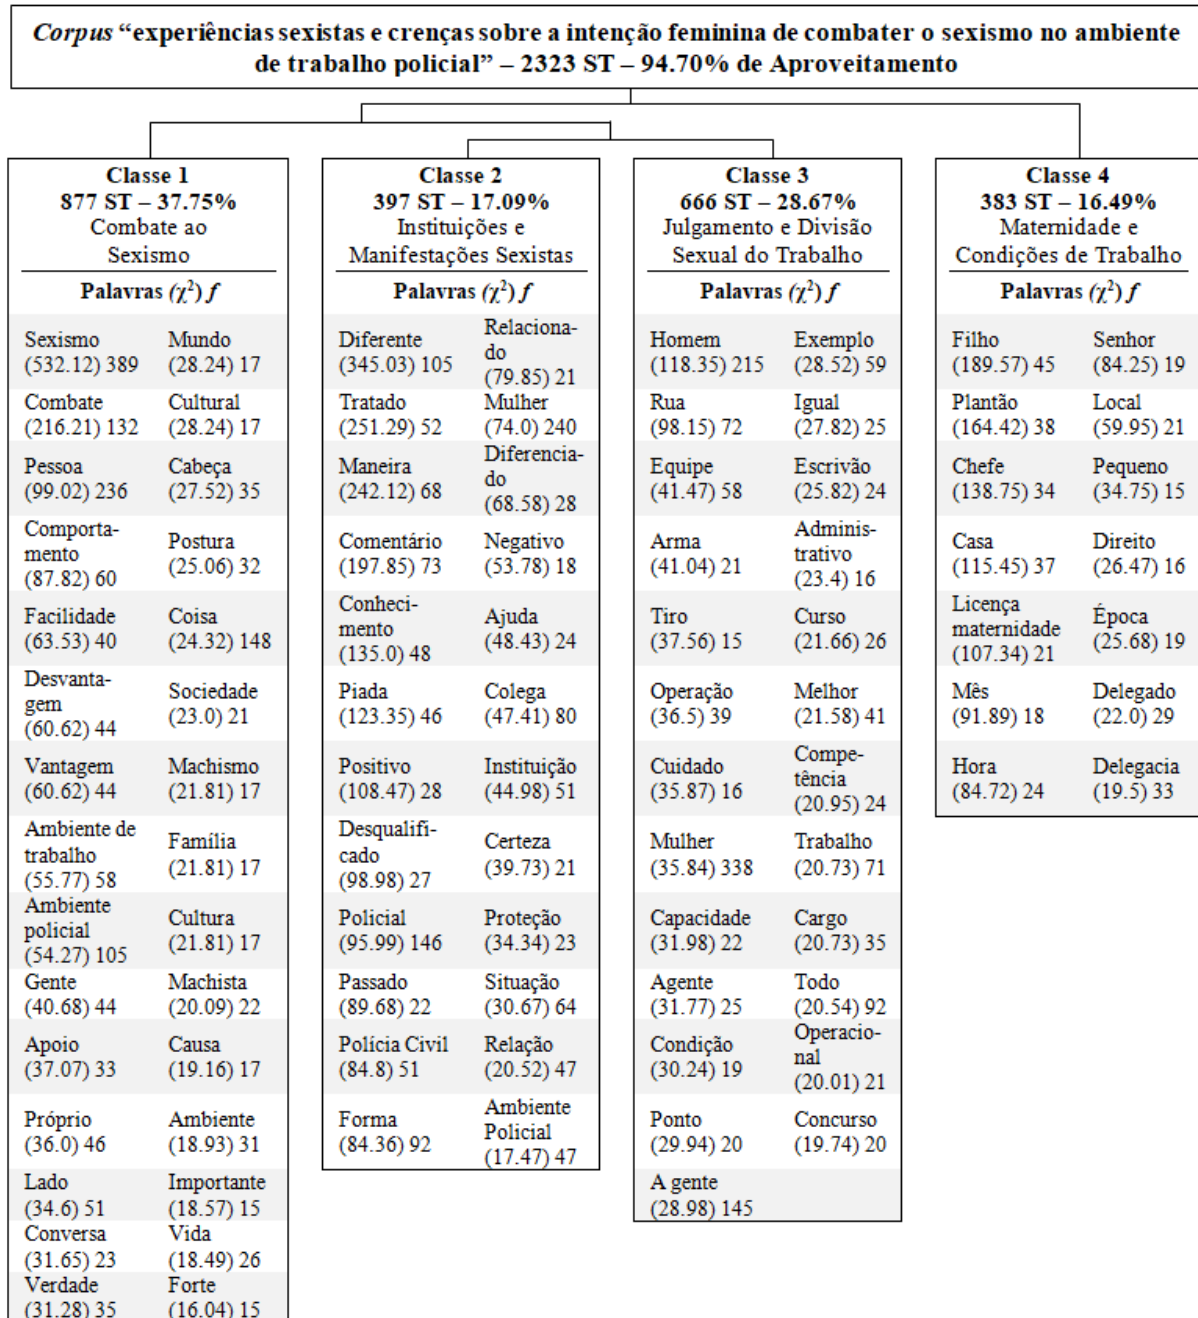 Corpus “experiências sexistas e crenças sobre a intenção feminina de combater o sexismo no ambiente
de trabalho policial” – 2323 ST – 94.70% de Aproveitamento
Classe 1
877 ST – 37.75%
Combate ao
Sexismo
Palavras (χ²) f
Sexismo
(532.12) 389
Mundo
(28.24) 17
Combate
(216.21) 132
Cultural
(28.24) 17
Pessoa
(99.02) 236
Cabeça
(27.52) 35
Comporta-
mento
(87.82) 60
Postura
(25.06) 32
Facilidade
(63.53) 40
Coisa
(24.32) 148
Desvanta-
gem
(60.62) 44
Sociedade
(23.0) 21
Vantagem
(60.62) 44
Machismo
(21.81) 17
Ambiente de
trabalho
(55.77) 58
Família
(21.81) 17
Ambiente
policial
(54.27) 105
Cultura
(21.81) 17
Gente
(40.68) 44
Machista
(20.09) 22
Apoio
(37.07) 33
Causa
(19.16) 17
Próprio
(36.0) 46
Ambiente
(18.93) 31
Lado
(34.6) 51
Importante
(18.57) 15
Conversa
(31.65) 23
Vida
(18.49) 26
Verdade
(31.28) 35
Forte
(16.04) 15
Classe 2
397 ST – 17.09%
Instituições e
Manifestações Sexistas
Palavras (χ²) f
Diferente
(345.03) 105
Relaciona-
do
(79.85) 21
Tratado
(251.29) 52
Mulher
(74.0) 240
Maneira
(242.12) 68
Diferencia-
do
(68.58) 28
Comentário
(197.85) 73
Negativo
(53.78) 18
Conheci-
mento
(135.0) 48
Ajuda
(48.43) 24
Piada
(123.35) 46
Colega
(47.41) 80
Positivo
(108.47) 28
Instituição
(44.98) 51
Desqualifi-
cado
(98.98) 27
Certeza
(39.73) 21
Policial
(95.99) 146
Proteção
(34.34) 23
Passado
(89.68) 22
Situação
(30.67) 64
Polícia Civil
(84.8) 51
Relação
(20.52) 47
Forma
(84.36) 92
Ambiente
Policial
(17.47) 47
Classe 3
666 ST – 28.67%
Julgamento e Divisão
Sexual do Trabalho
Palavras (χ²) f
Homem
(118.35) 215
Exemplo
(28.52) 59
Rua
(98.15) 72
Igual
(27.82) 25
Equipe
(41.47) 58
Escrivão
(25.82) 24
Arma
(41.04) 21
Adminis-
trativo
(23.4) 16
Tiro
(37.56) 15
Curso
(21.66) 26
Operação
(36.5) 39
Melhor
(21.58) 41
Cuidado
(35.87) 16
Compe-
tência
(20.95) 24
Mulher
(35.84) 338
Trabalho
(20.73) 71
Capacidade
(31.98) 22
Cargo
(20.73) 35
Agente
(31.77) 25
Todo
(20.54) 92
Condição
(30.24) 19
Operacio-
nal
(20.01) 21
Ponto
(29.94) 20
Concurso
(19.74) 20
A gente
(28.98) 145
Classe 4
383 ST – 16.49%
Maternidade e
Condições de Trabalho
Palavras (χ²) f
Filho
(189.57) 45
Senhor
(84.25) 19
Plantão
(164.42) 38
Local
(59.95) 21
Chefe
(138.75) 34
Pequeno
(34.75) 15
Casa
(115.45) 37
Direito
(26.47) 16
Licença
maternidade
(107.34) 21
Época
(25.68) 19
Mês
(91.89) 18
Delegado
(22.0) 29
Hora
(84.72) 24
Delegacia
(19.5) 33